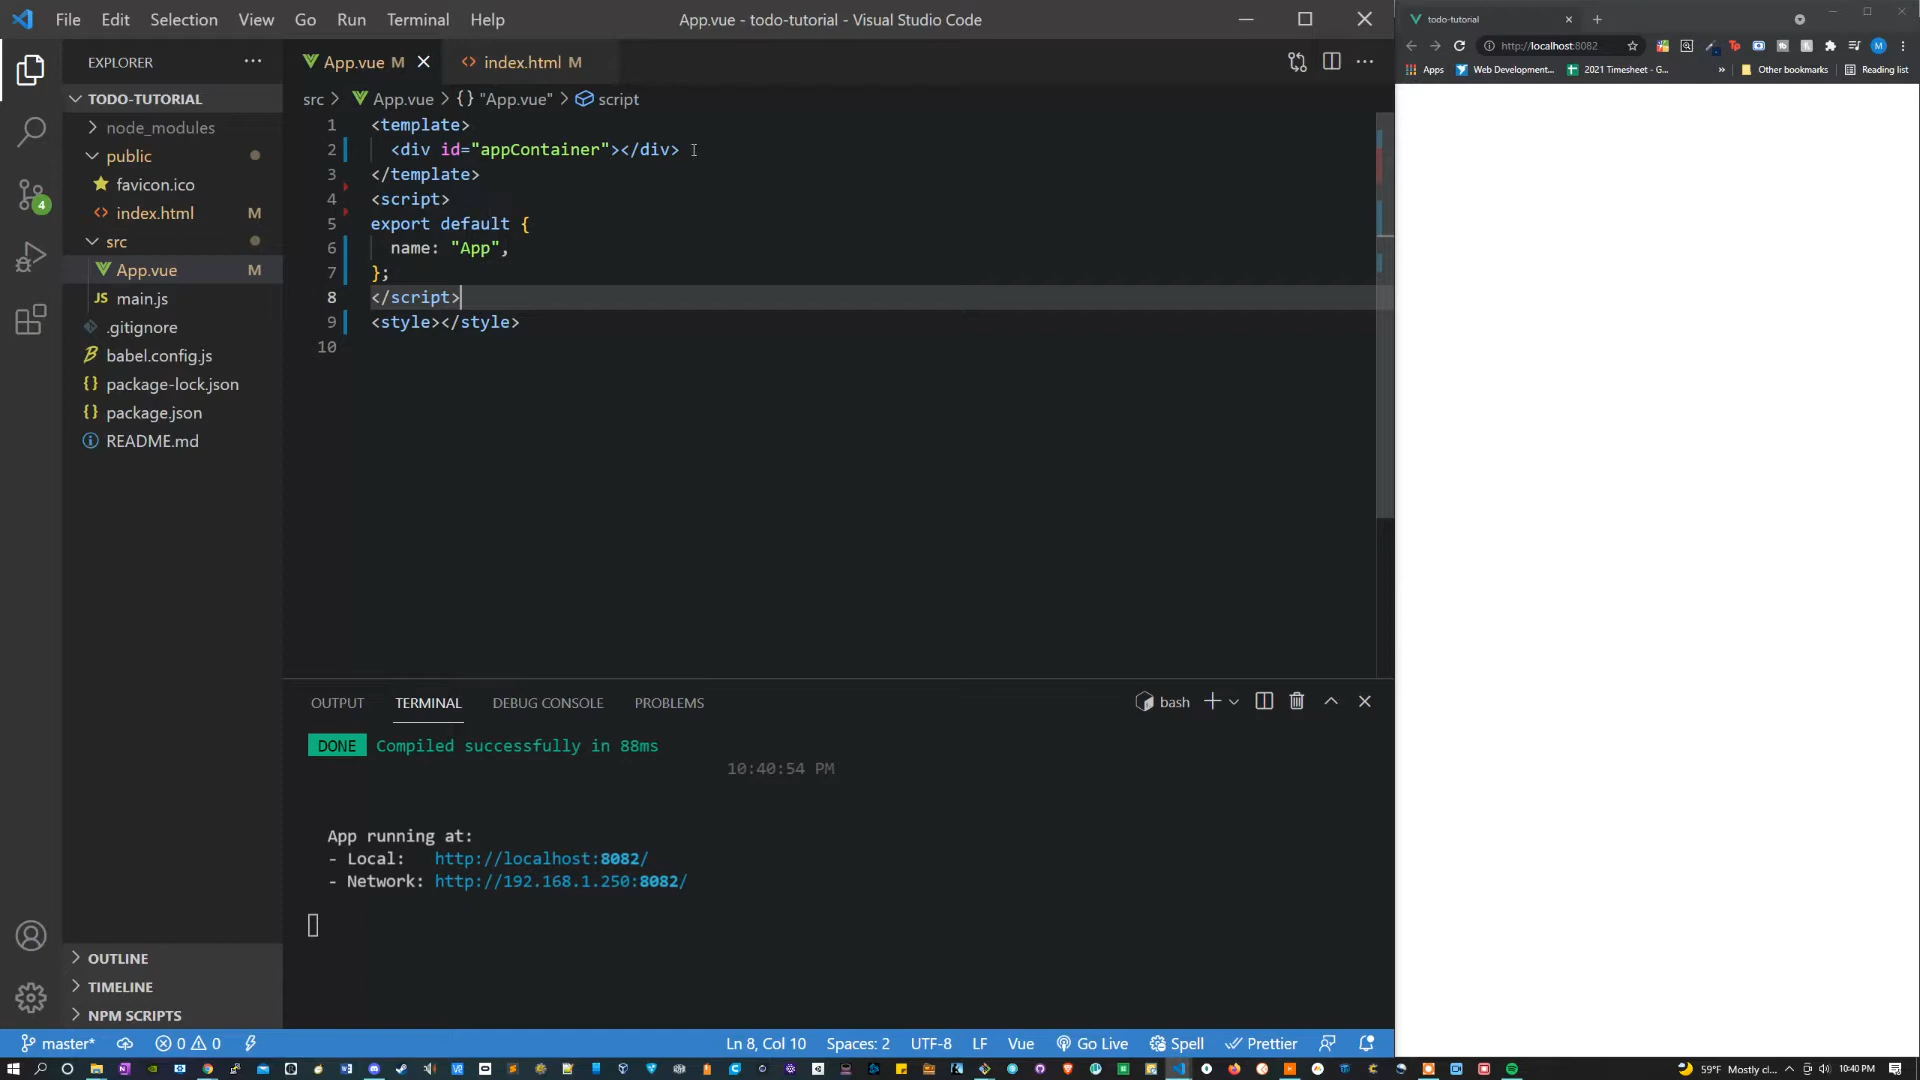 File Edit Selection View Go Run Terminal Help App.vue - todo-tutorial - Visual Studio Code
EXPLORER
TODO-TUTORIAL
node_modules
public
favicon.ico
index.html M
src
App.vue M
JS main.js
.gitignore
babel.config.js
{} package-lock.json
{} package.json
README.md
OUTLINE
TIMELINE
NPM SCRIPTS
4
App.vue M
index.html M
src > App.vue > {} "App.vue" > script
1 <template>
2 <div id="appContainer"></div>
3 </template>
4 <script>
5 export default {
6 name: "App",
7 };
8 </script>
9 <style></style>
10
OUTPUT TERMINAL DEBUG CONSOLE PROBLEMS
bash
DONE Compiled successfully in 88ms
10:40:54 PM
App running at:
- Local: http://localhost:8082/
- Network: http://192.168.1.250:8082/
master* 0 0 Ln 8, Col 10 Spaces: 2 UTF-8 LF Vue Go Live Spell Prettier
todo-tutorial
http://localhost:8082
M
Apps Web Development... 2021 Timesheet - G... » Other bookmarks Reading list
59°F Mostly cl... 10:40 PM